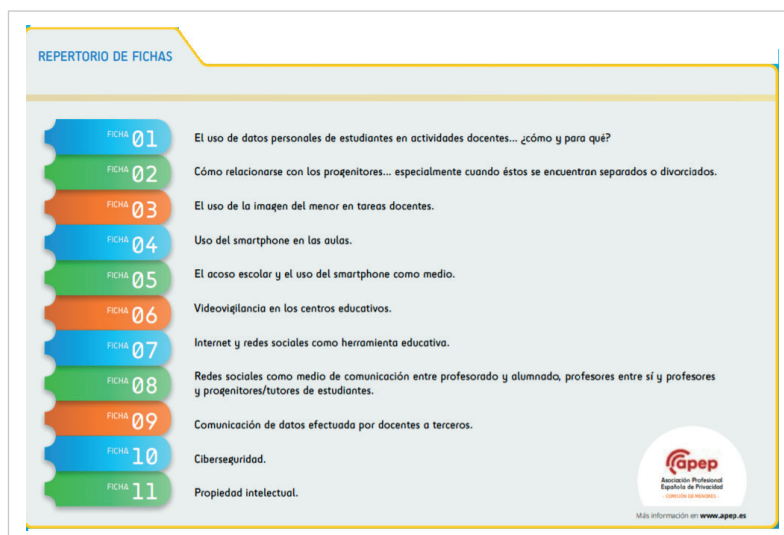 REPERTORIO DE FICHAS
FICHA 01
El uso de datos personales de estudiantes en actividades docentes... ¿cómo y para qué?
FICHA 02
Cómo relacionarse con los progenitores... especialmente cuando éstos se encuentran separados o divorciados.
FICHA 03
El uso de la imagen del menor en tareas docentes.
FICHA 04
Uso del smartphone en las aulas.
FICHA 05
El acoso escolar y el uso del smartphone como medio.
FICHA 06
Videovigilancia en los centros educativos.
FICHA 07
Internet y redes sociales como herramienta educativa.
FICHA 08
Redes sociales como medio de comunicación entre profesorado y alumnado, profesores entre sí y profesores
y progenitores/tutores de estudiantes.
FICHA 09
Comunicación de datos efectuada por docentes a terceros.
FICHA 10
Ciberseguridad.
FICHA 11
Propiedad intelectual.
apep
Asociación Profesional
Española de Privacidad
- COMISIÓN DE MENORES -
Más información en www.apep.es